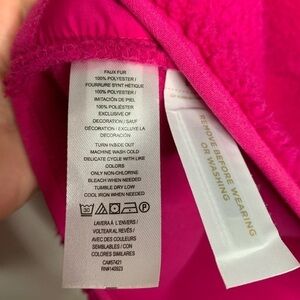 FAUX FUR
100% POLYESTER /
FOURRURE SYNTHÉTIQUE
100% POLYESTER /
IMITACIÓN DE PIEL
100% POLIÉSTER
EXCLUSIVE OF
DECORATION / SAUF
DÉCORATION / EXCLUYE LA
DECORACIÓN
TURN INSIDE OUT
MACHINE WASH COLD
DELICATE CYCLE WITH LIKE
COLORS
ONLY NON-CHLORINE
BLEACH WHEN NEEDED
TUMBLE DRY LOW
COOL IRON WHEN NEEDED
LAVER À L'ENVERS /
VOLTEAR AL REVÉS /
AVEC DES COULEURS
SEMBLABLES / CON
COLORES SIMILARES
CA#57421
RN#142923
REMOVE BEFORE WEARING
OR WASHING